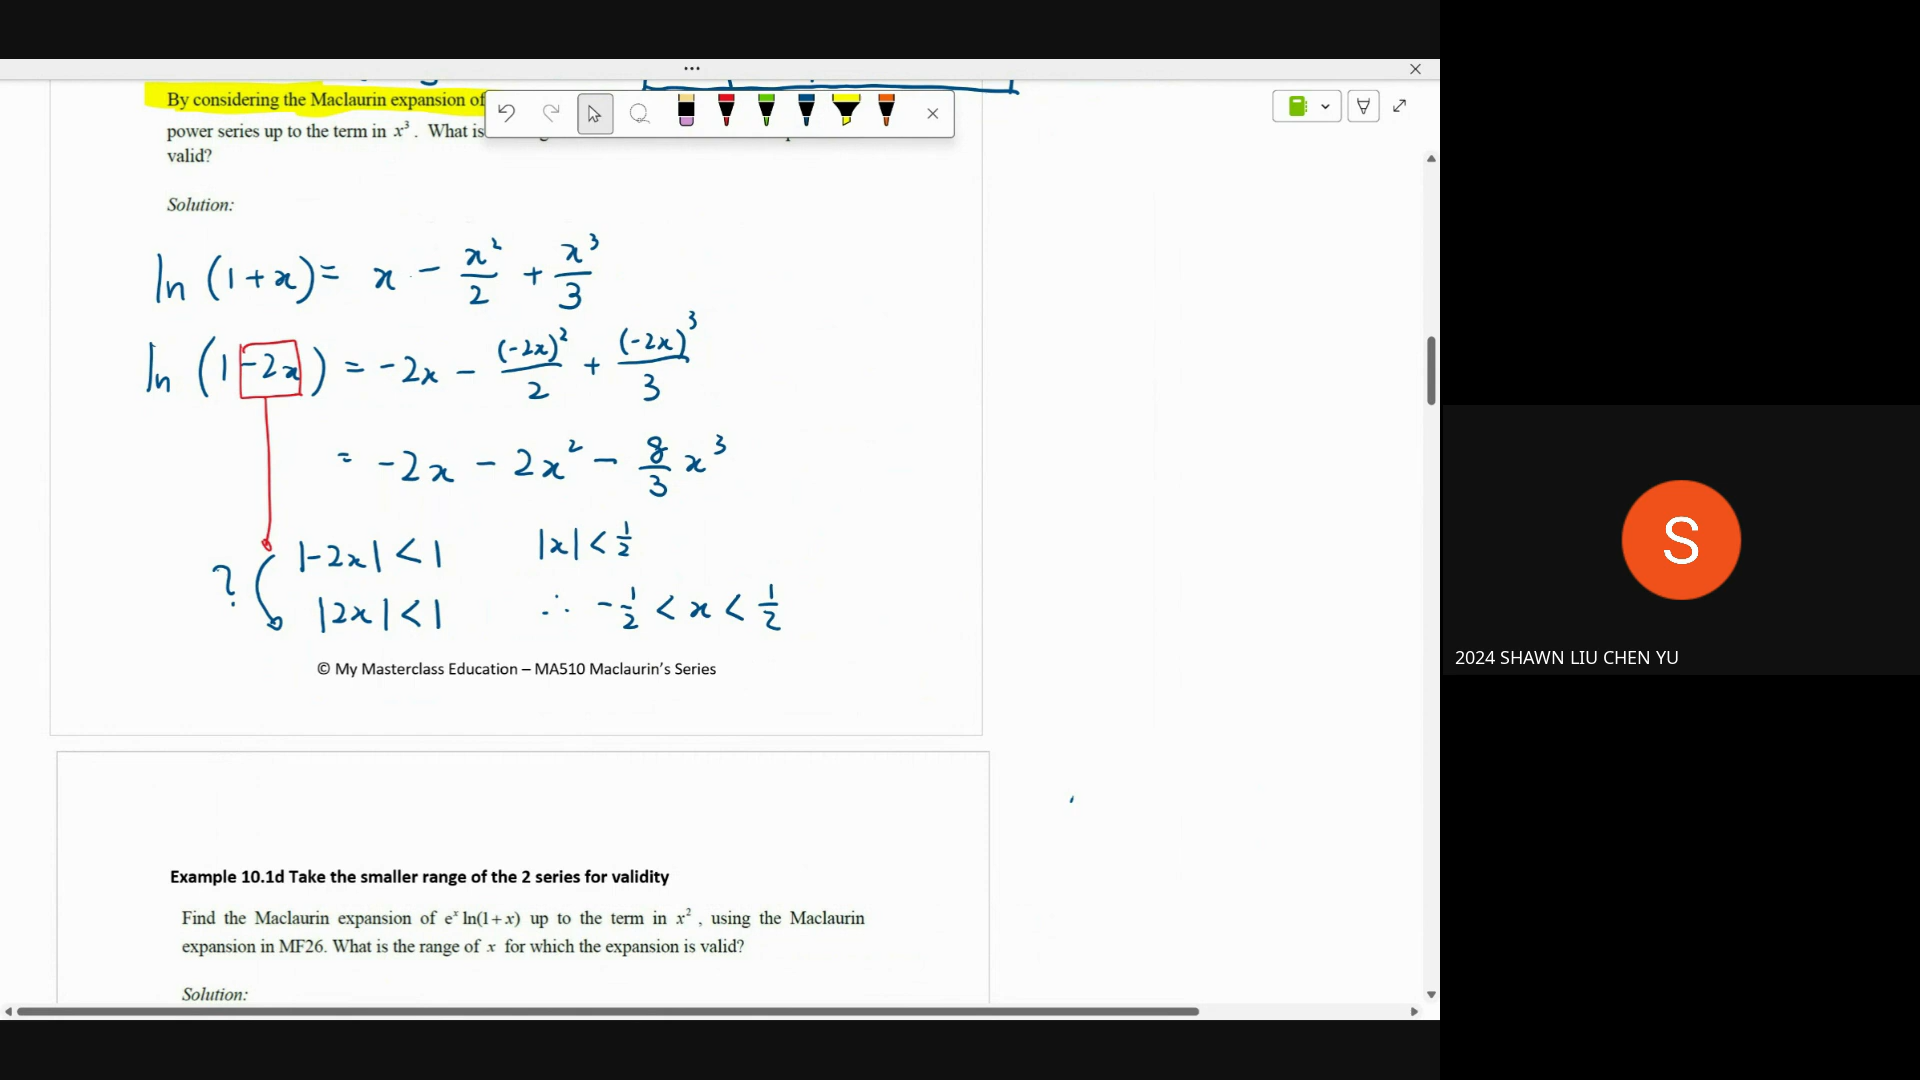 By considering the Maclaurin expansion of
power series up to the term in x³ . What is
valid?
Solution:
ln (1+x) = x - x²/2 + x³/3
ln (1-2x) = -2x - (-2x)²/2 + (-2x)³/3
= -2x - 2x² - 8/3 x³
|-2x| < 1 |x| < 1/2
?
|2x| < 1 ∴ -1/2 < x < 1/2
© My Masterclass Education – MA510 Maclaurin's Series
Example 10.1d Take the smaller range of the 2 series for validity
Find the Maclaurin expansion of eˣ ln(1+x) up to the term in x² , using the Maclaurin
expansion in MF26. What is the range of x for which the expansion is valid?
Solution:
S
2024 SHAWN LIU CHEN YU